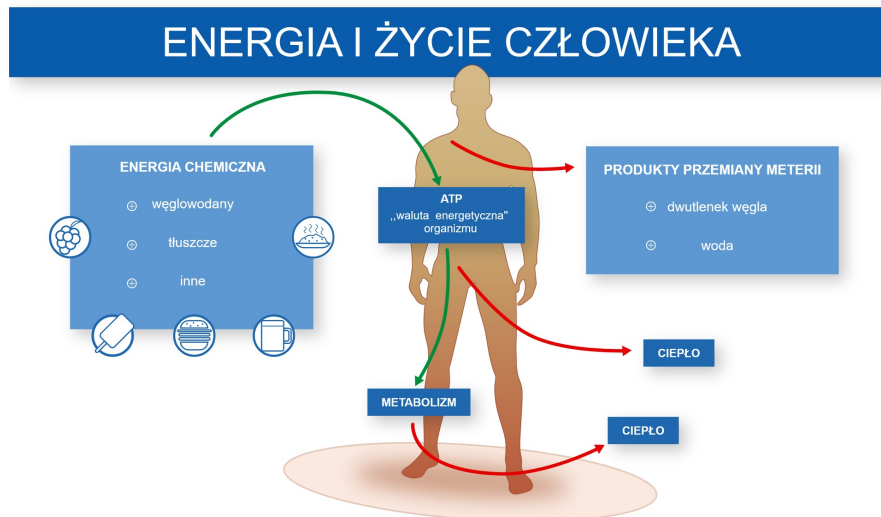 ENERGIA I ŻYCIE CZŁOWIEKA
ENERGIA CHEMICZNA
węglowodany
tłuszcze
inne
ATP
,,waluta energetyczna"
organizmu
METABOLIZM
PRODUKTY PRZEMIANY METERII
dwutlenek węgla
woda
CIEPŁO
CIEPŁO